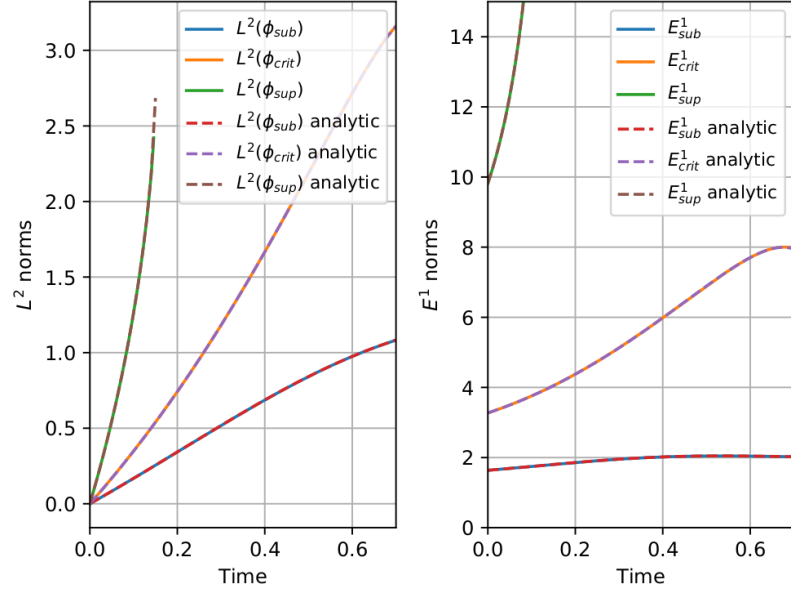 L²(ϕ_sub)
L²(ϕ_crit)
L²(ϕ_sup)
L²(ϕ_sub) analytic
L²(ϕ_crit) analytic
L²(ϕ_sup) analytic
3.0
2.5
2.0
1.5
1.0
0.5
0.0
L² norms
0.0 0.2 0.4 0.6
Time
E¹_sub
E¹_crit
E¹_sup
E¹_sub analytic
E¹_crit analytic
E¹_sup analytic
14
12
10
8
6
4
2
0
E¹ norms
0.0 0.2 0.4 0.6
Time